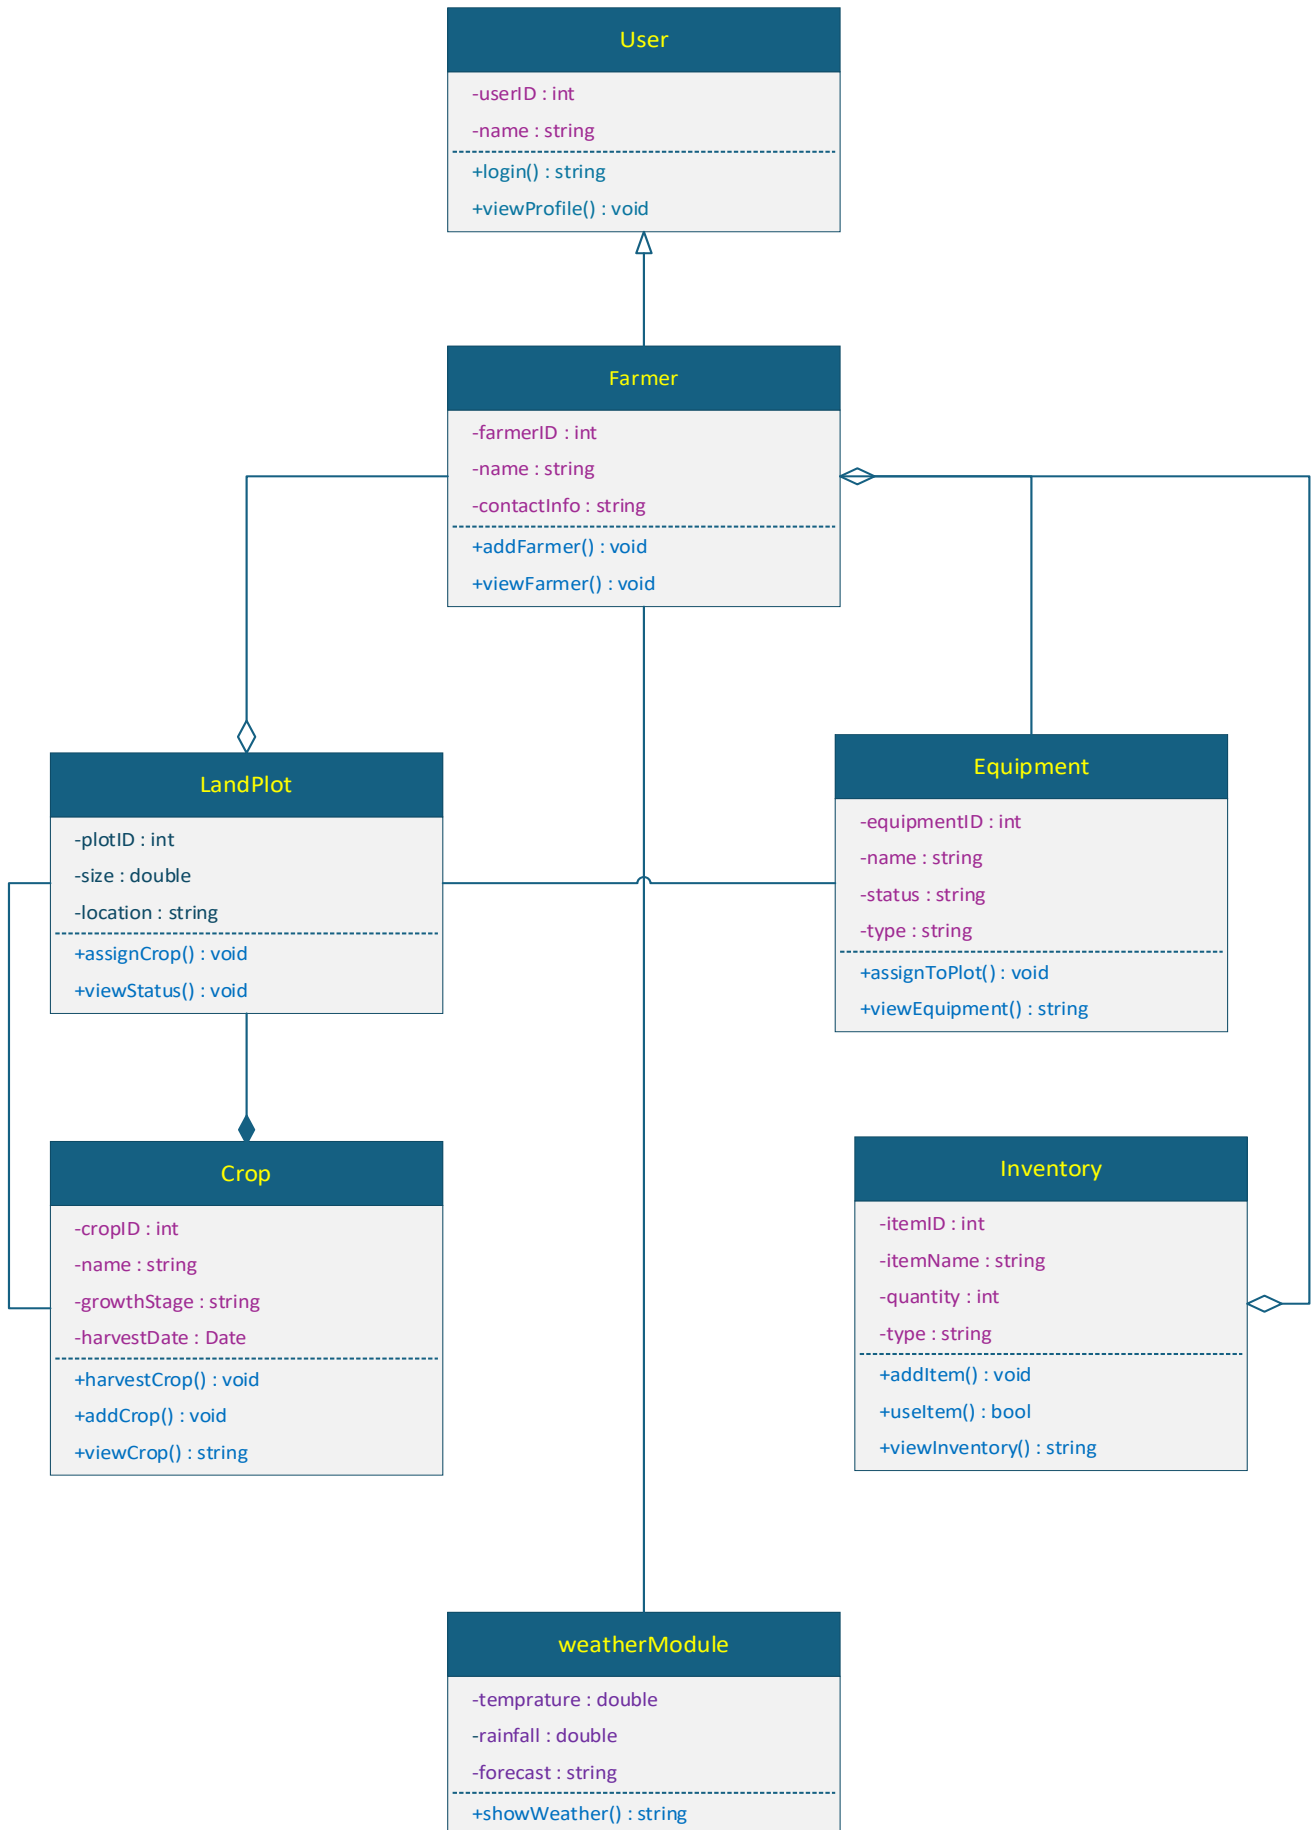 User
-userID : int
-name : string
+login() : string
+viewProfile() : void
Farmer
-farmerID : int
-name : string
-contactInfo : string
+addFarmer() : void
+viewFarmer() : void
LandPlot
-plotID : int
-size : double
-location : string
+assignCrop() : void
+viewStatus() : void
Equipment
-equipmentID : int
-name : string
-status : string
-type : string
+assignToPlot() : void
+viewEquipment() : string
Crop
-cropID : int
-name : string
-growthStage : string
-harvestDate : Date
+harvestCrop() : void
+addCrop() : void
+viewCrop() : string
Inventory
-itemID : int
-itemName : string
-quantity : int
-type : string
+addItem() : void
+useItem() : bool
+viewInventory() : string
weatherModule
-temprature : double
-rainfall : double
-forecast : string
+showWeather() : string